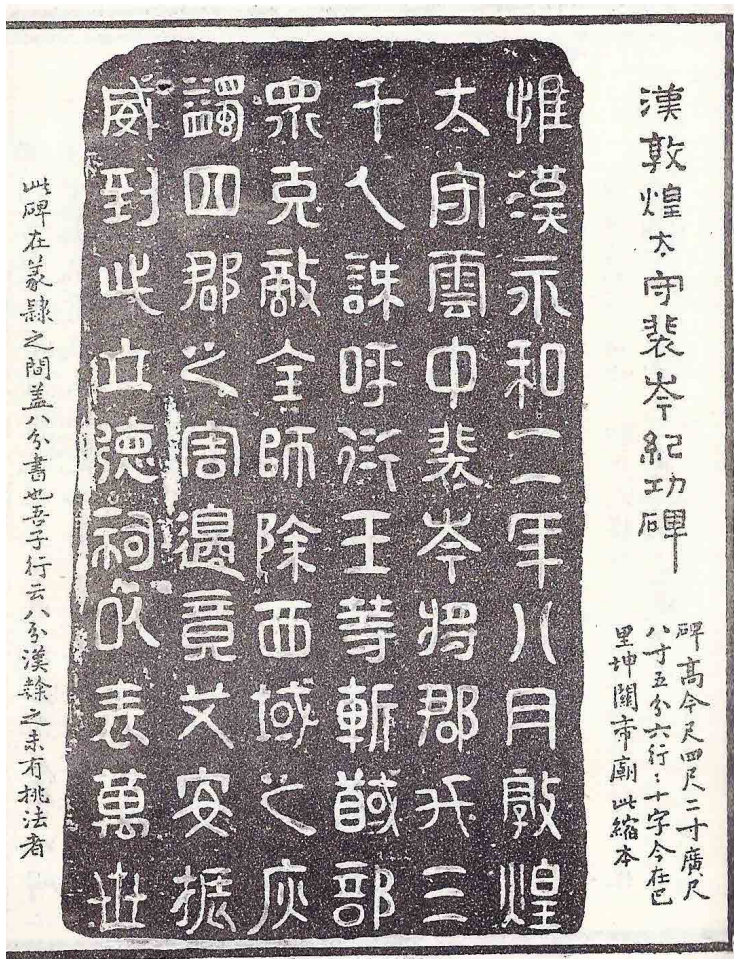 漢敦煌太守裴岑紀功碑
碑高今尺四尺二寸廣尺
八寸五分六行:十字今在巴
里坤關帝廟此縮本
惟漢永和二年八月敦煌
大守雲中裴岑將郡兵三
千人誅呼衍王等斬馘部
眾克敵全師除西域之疢
蠲四郡之害邊竟艾安振
威到此立德祠以表萬世
此碑在篆隸之間蓋八分書也吾子行云八分漢隸之未有挑法者